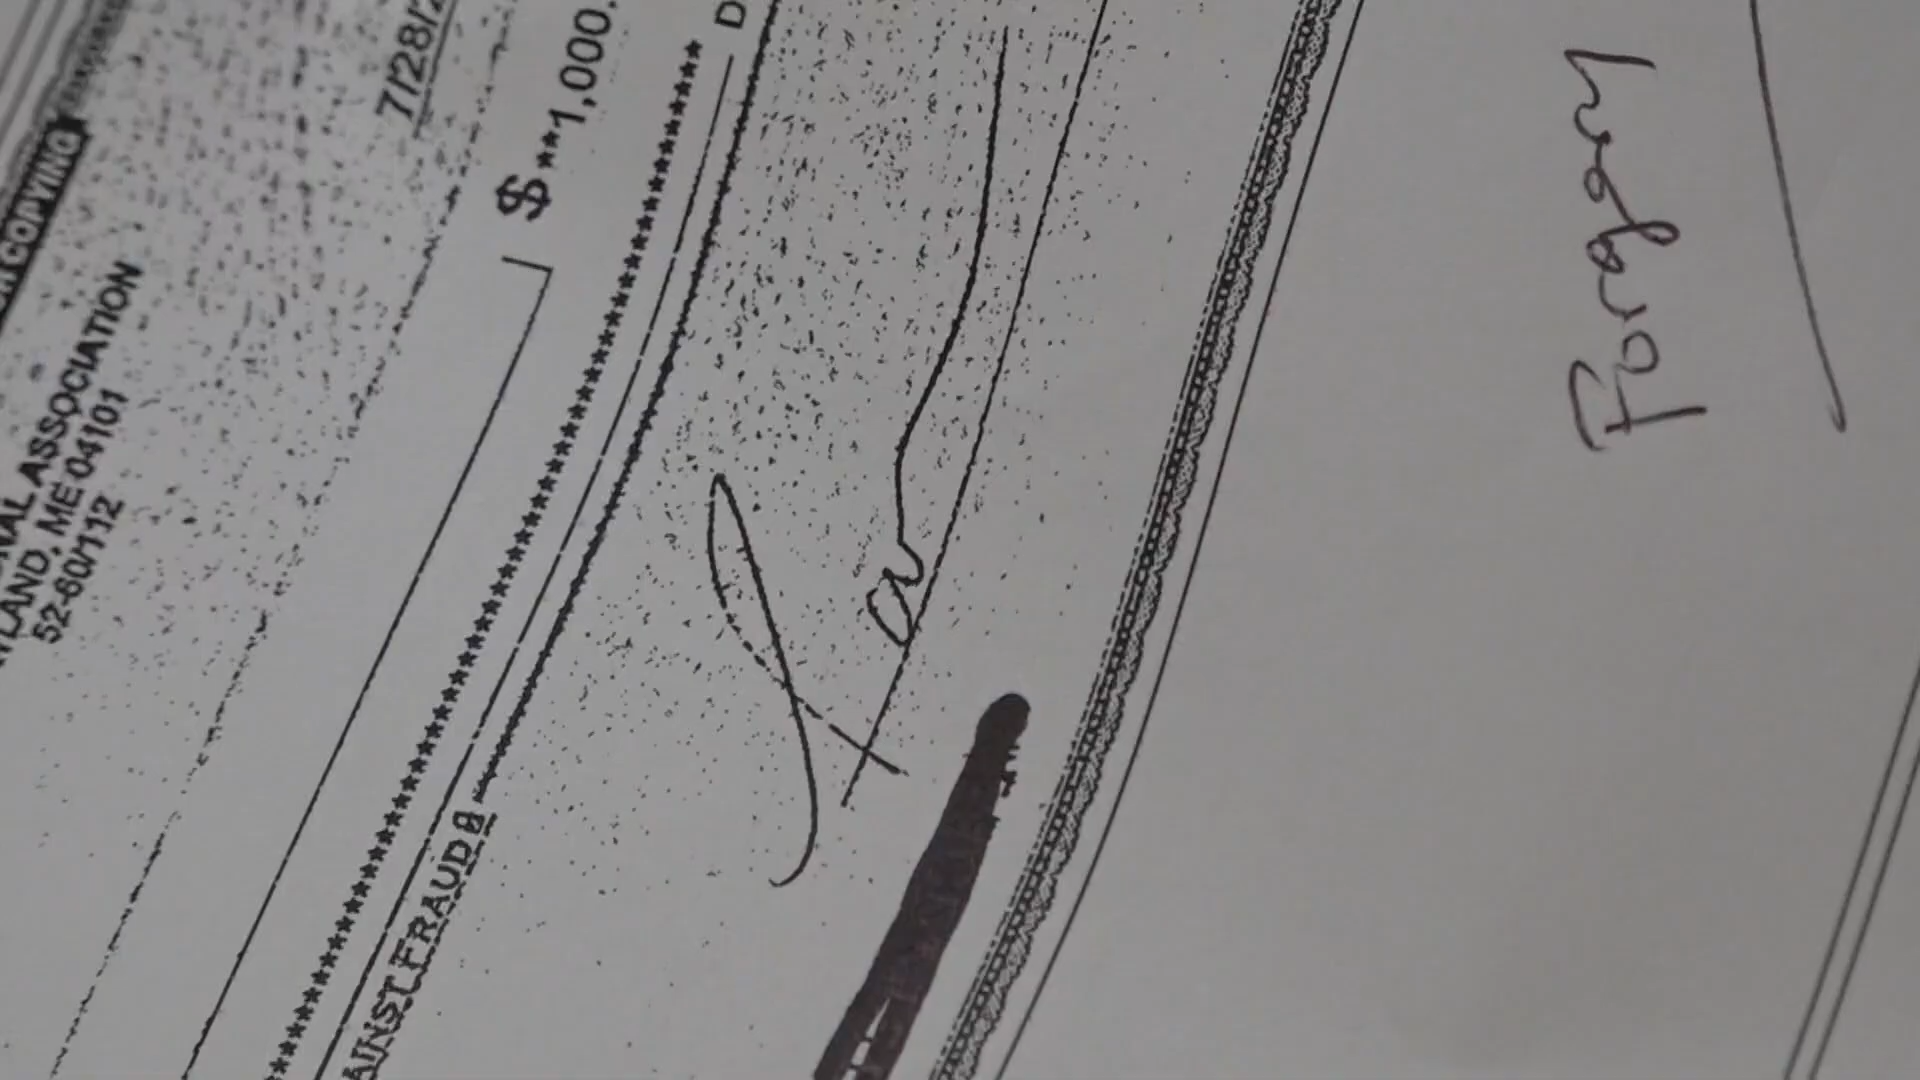 COPYING
NAL ASSOCIATION
TLAND, ME 04101
52-60/112
7/28/2
$ **1,000.
D
AINST FRAUD
Forgery